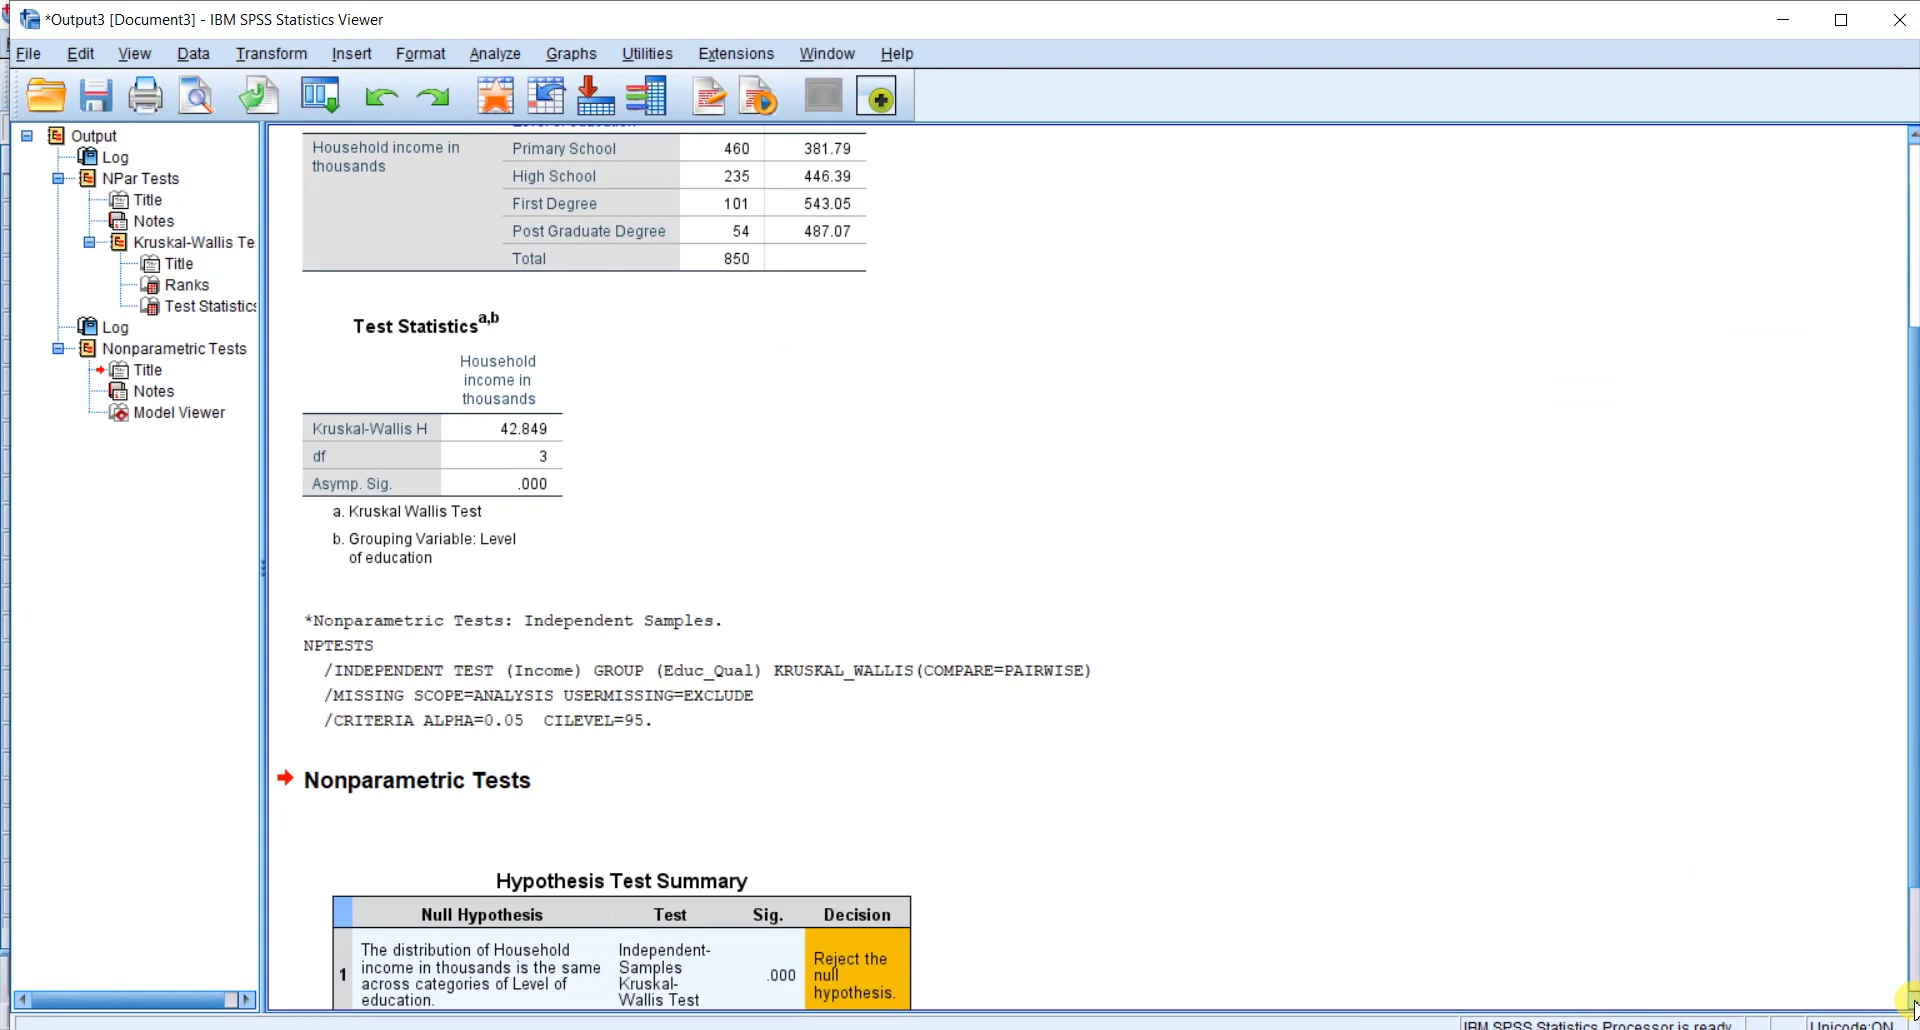 *Output3 [Document3] - IBM SPSS Statistics Viewer
File Edit View Data Transform Insert Format Analyze Graphs Utilities Extensions Window Help
Output
Log
NPar Tests
Title
Notes
Kruskal-Wallis Te
Title
Ranks
Test Statistics
Log
Nonparametric Tests
Title
Notes
Model Viewer
Household income in thousands
Primary School 460 381.79
High School 235 446.39
First Degree 101 543.05
Post Graduate Degree 54 487.07
Total 850
Test Statistics a,b
Household
income in
thousands
Kruskal-Wallis H 42.849
df 3
Asymp. Sig. .000
a. Kruskal Wallis Test
b. Grouping Variable: Level
of education
*Nonparametric Tests: Independent Samples.
NPTESTS
/INDEPENDENT TEST (Income) GROUP (Educ_Qual) KRUSKAL_WALLIS(COMPARE=PAIRWISE)
/MISSING SCOPE=ANALYSIS USERMISSING=EXCLUDE
/CRITERIA ALPHA=0.05 CILEVEL=95.
Nonparametric Tests
Hypothesis Test Summary
Null Hypothesis Test Sig. Decision
1
The distribution of Household
income in thousands is the same
across categories of Level of
education.
Independent-
Samples
Kruskal-
Wallis Test
.000
Reject the
null
hypothesis.
IBM SPSS Statistics Processor is ready
Unicode:ON